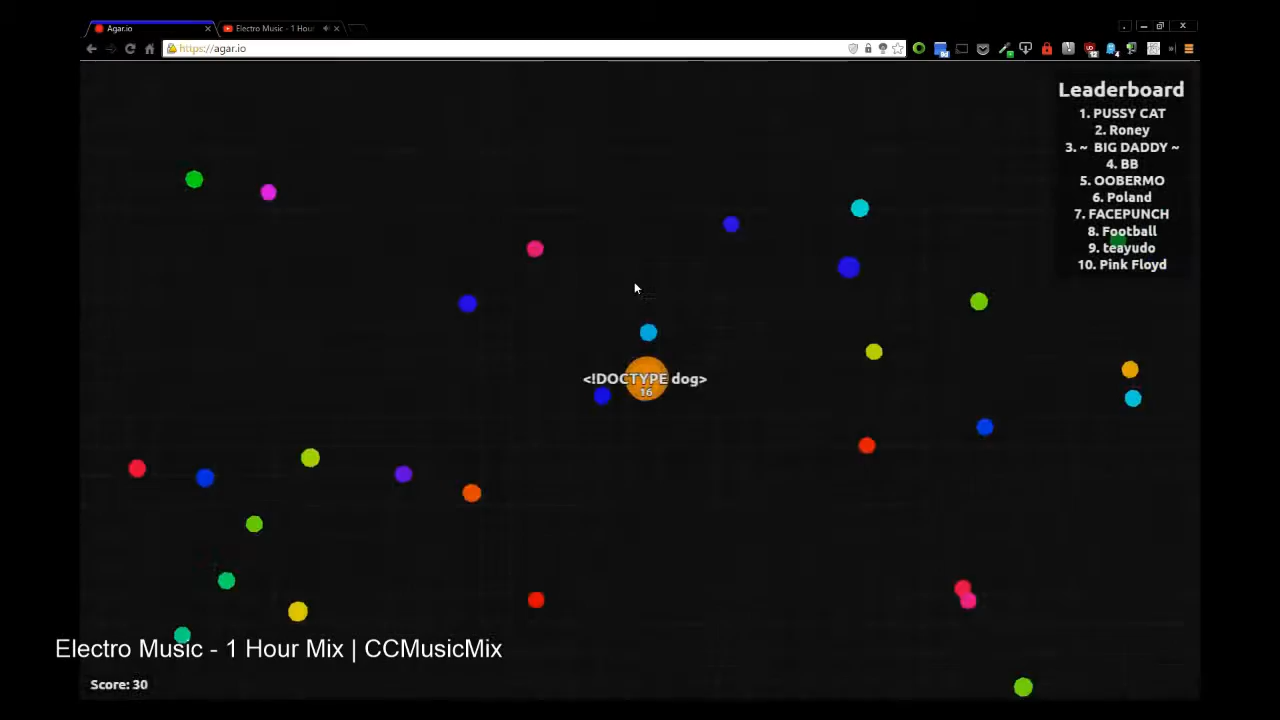 Agar.io
Electro Music - 1 Hour
https://agar.io
Leaderboard
1. PUSSY CAT
2. Roney
3. ~ BIG DADDY ~
4. BB
5. OOBERMO
6. Poland
7. FACEPUNCH
8. Football
9. teayudo
10. Pink Floyd
<!DOCTYPE dog>
16
Electro Music - 1 Hour Mix | CCMusicMix
Score: 30